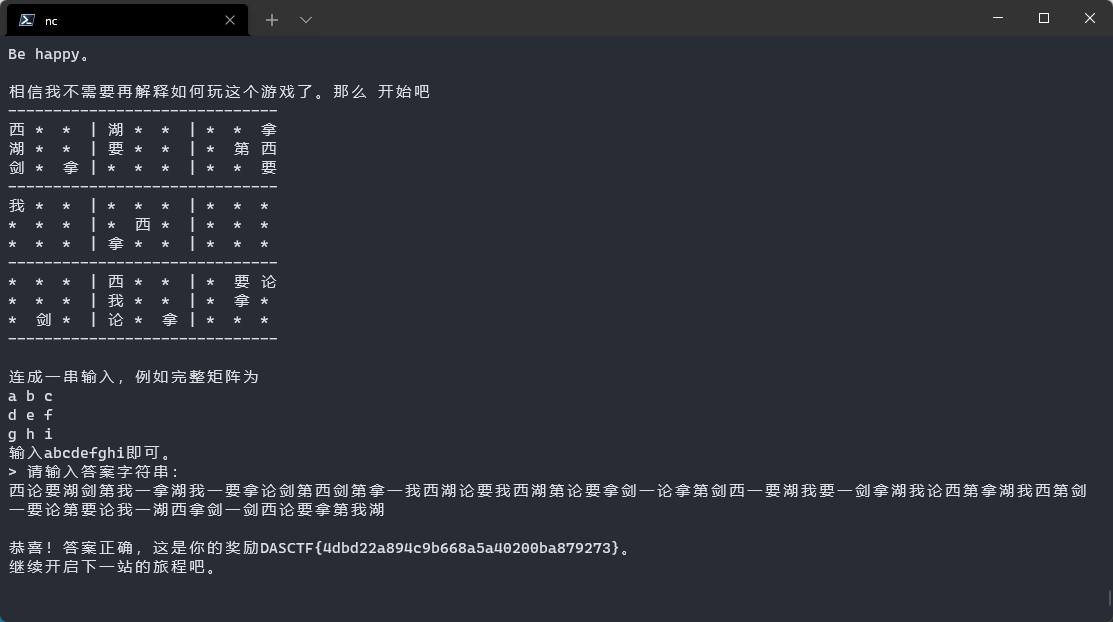 nc
Be happy。
相信我不需要再解释如何玩这个游戏了。那么 开始吧
------------------------------
西 * * | 湖 * * | * * 拿
湖 * * | 要 * * | * 第 西
剑 * 拿 | * * * | * * 要
------------------------------
我 * * | * * * | * * *
* * * | * 西 * | * * *
* * * | 拿 * * | * * *
------------------------------
* * * | 西 * * | * 要 论
* * * | 我 * * | * 拿 *
* 剑 * | 论 * 拿 | * * *
------------------------------
连成一串输入，例如完整矩阵为
a b c
d e f
g h i
输入abcdefghi即可。
> 请输入答案字符串：
西论要湖剑第我一拿湖我一要拿论剑第西剑第拿一我西湖论要我西湖第论要拿剑一论拿第剑西一要湖我要一剑拿湖我论西第拿湖我西第剑
一要论第要论我一湖西拿剑一剑西论要拿第我湖
恭喜！答案正确，这是你的奖励DASCTF{4dbd22a894c9b668a5a40200ba879273}。
继续开启下一站的旅程吧。